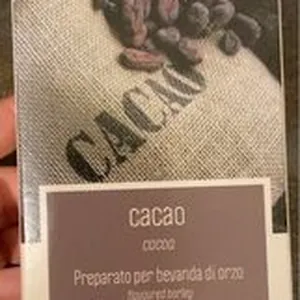 CACAO
cacao
cocoa
Preparato per bevanda di orzo
flavoured barley